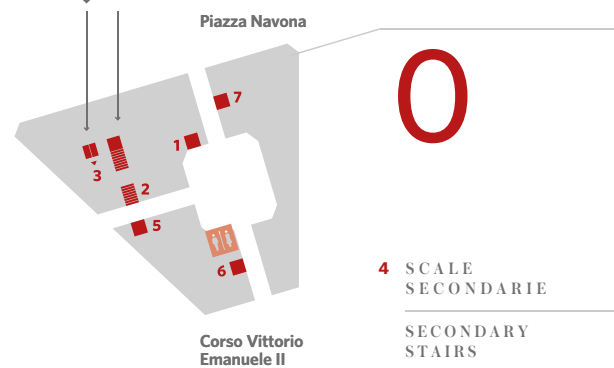 Piazza Navona
0
7
1
3
2
5
6
4 SCALE
SECONDARIE
SECONDARY
STAIRS
Corso Vittorio
Emanuele II